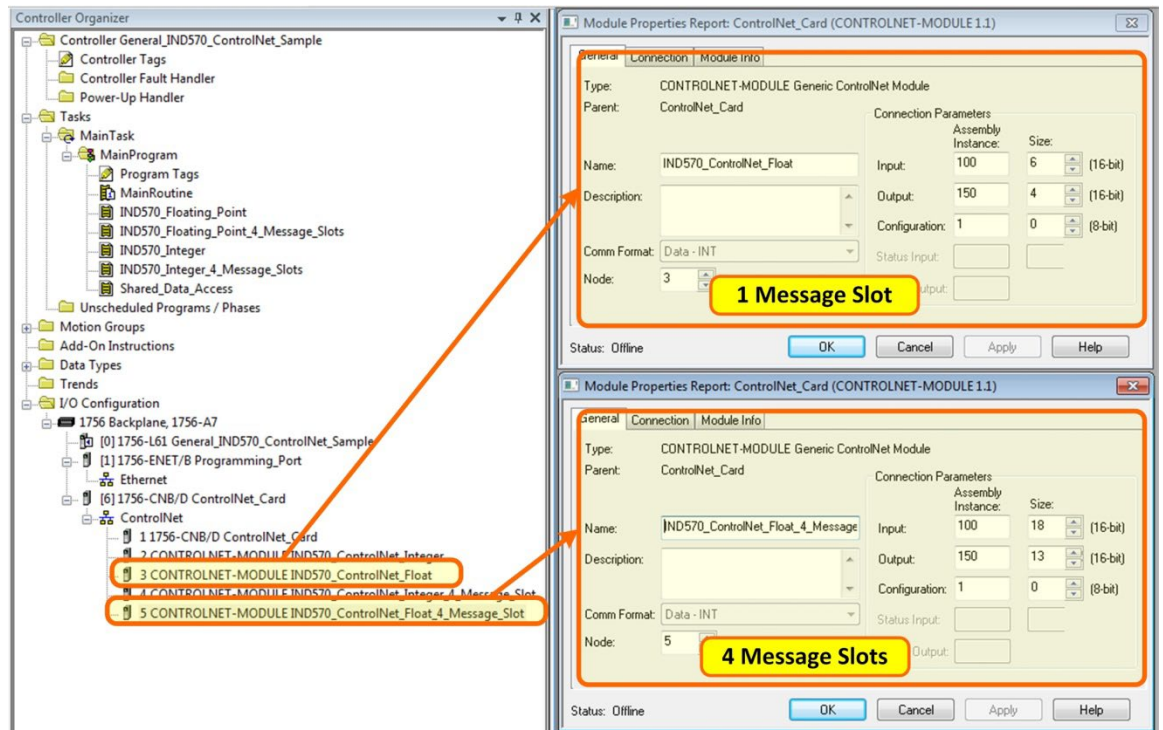 Controller Organizer
Controller General_IND570_ControlNet_Sample
Controller Tags
Controller Fault Handler
Power-Up Handler
Tasks
MainTask
MainProgram
Program Tags
MainRoutine
IND570_Floating_Point
IND570_Floating_Point_4_Message_Slots
IND570_Integer
IND570_Integer_4_Message_Slots
Shared_Data_Access
Unscheduled Programs / Phases
Motion Groups
Add-On Instructions
Data Types
Trends
I/O Configuration
1756 Backplane, 1756-A7
[0] 1756-L61 General_IND570_ControlNet_Sample
[1] 1756-ENET/B Programming_Port
Ethernet
[6] 1756-CNB/D ControlNet_Card
ControlNet
1 1756-CNB/D ControlNet_Card
2 CONTROLNET-MODULE IND570_ControlNet_Integer
3 CONTROLNET-MODULE IND570_ControlNet_Float
4 CONTROLNET-MODULE IND570_ControlNet_Integer_4_Message_Slot
5 CONTROLNET-MODULE IND570_ControlNet_Float_4_Message_Slot
Module Properties Report: ControlNet_Card (CONTROLNET-MODULE 1.1)
General Connection Module Info
Type: CONTROLNET-MODULE Generic ControlNet Module
Parent: ControlNet_Card
Connection Parameters
Assembly
Instance: Size:
Name: IND570_ControlNet_Float Input: 100 6 (16-bit)
Description: Output: 150 4 (16-bit)
Configuration: 1 0 (8-bit)
Comm Format: Data - INT Status Input:
Node: 3
1 Message Slot
Status: Offline OK Cancel Apply Help
Module Properties Report: ControlNet_Card (CONTROLNET-MODULE 1.1)
General Connection Module Info
Type: CONTROLNET-MODULE Generic ControlNet Module
Parent: ControlNet_Card
Connection Parameters
Assembly
Instance: Size:
Name: IND570_ControlNet_Float_4_Message Input: 100 18 (16-bit)
Description: Output: 150 13 (16-bit)
Configuration: 1 0 (8-bit)
Comm Format: Data - INT Status Input:
Node: 5 Output:
4 Message Slots
Status: Offline OK Cancel Apply Help